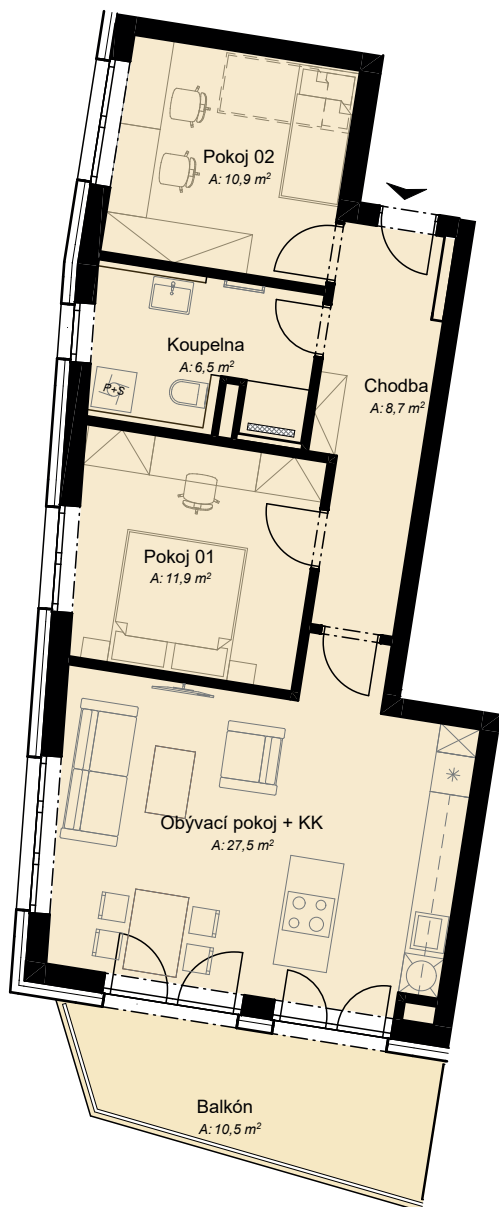 Pokoj 02
A: 10,9 m²
Koupelna
A: 6,5 m²
P+S
Chodba
A: 8,7 m²
Pokoj 01
A: 11,9 m²
Obývací pokoj + KK
A: 27,5 m²
Balkón
A: 10,5 m²